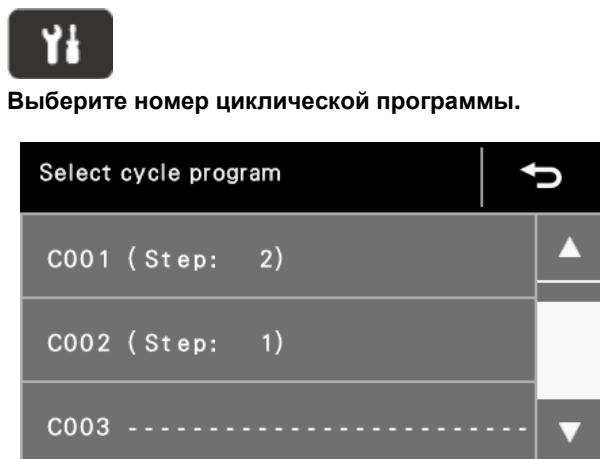 Выберите номер циклической программы.
Select cycle program
C001 (Step: 2)
C002 (Step: 1)
C003 --------------------------